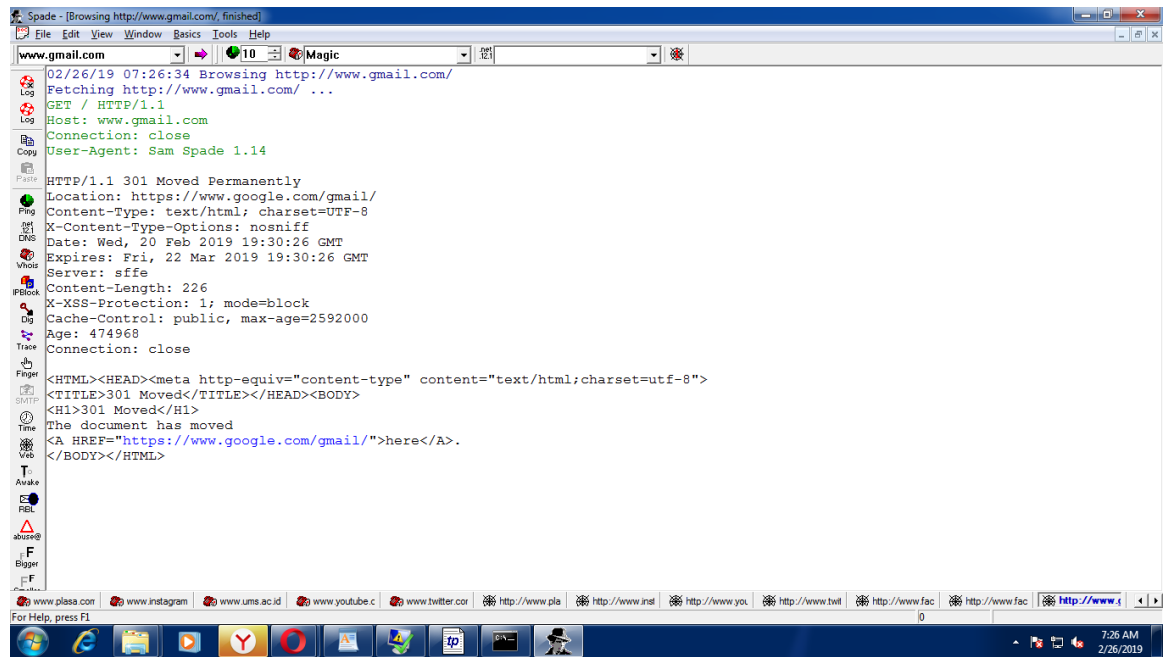 Spade - [Browsing http://www.gmail.com/, finished]
File Edit View Window Basics Tools Help
www.gmail.com 10 Magic .net 12.1
02/26/19 07:26:34 Browsing http://www.gmail.com/
Fetching http://www.gmail.com/ ...
GET / HTTP/1.1
Host: www.gmail.com
Connection: close
User-Agent: Sam Spade 1.14
HTTP/1.1 301 Moved Permanently
Location: https://www.google.com/gmail/
Content-Type: text/html; charset=UTF-8
X-Content-Type-Options: nosniff
Date: Wed, 20 Feb 2019 19:30:26 GMT
Expires: Fri, 22 Mar 2019 19:30:26 GMT
Server: sffe
Content-Length: 226
X-XSS-Protection: 1; mode=block
Cache-Control: public, max-age=2592000
Age: 474968
Connection: close
<HTML><HEAD><meta http-equiv="content-type" content="text/html;charset=utf-8">
<TITLE>301 Moved</TITLE></HEAD><BODY>
<H1>301 Moved</H1>
The document has moved
<A HREF="https://www.google.com/gmail/">here</A>.
</BODY></HTML>
Log
Log
Copy
Paste
Ping
.net
12.1
DNS
Whois
IPBlock
Dig
Trace
Finger
SMTP
Time
Web
Awake
RBL
abuse@
Bigger
www.plasa.com www.instagram www.ums.ac.id www.youtube.c www.twitter.cor http://www.pla http://www.inst http://www.you http://www.twil http://www.fac http://www.fac http://www.g
For Help, press F1 0
7:26 AM
2/26/2019